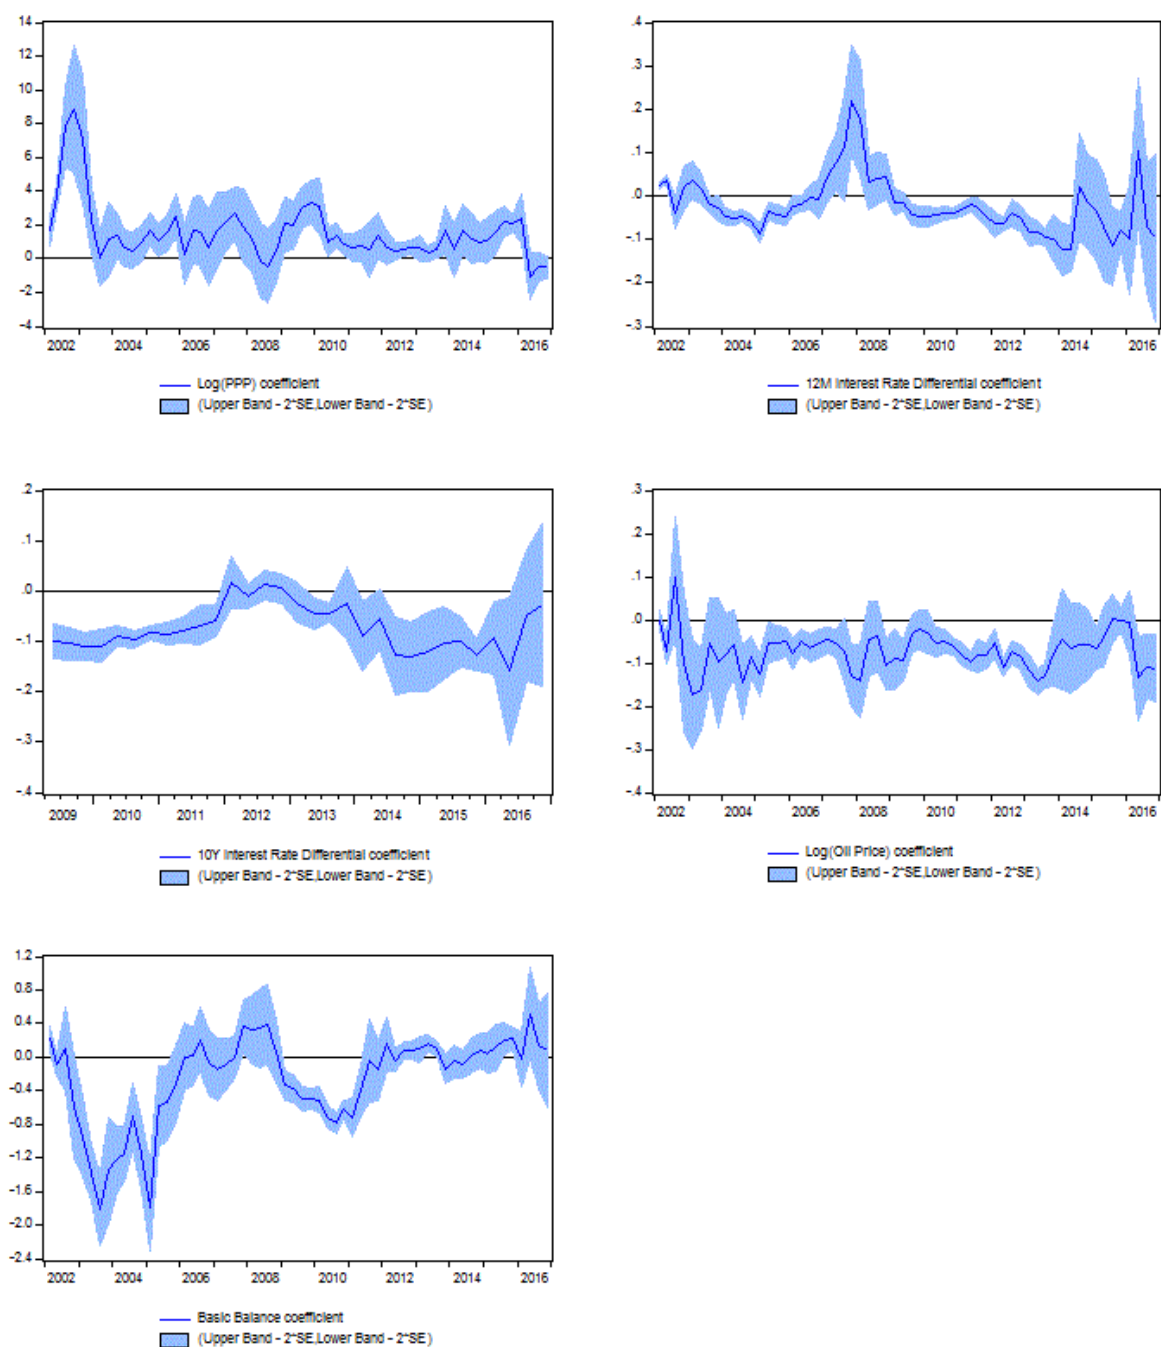 14
12
10
8
6
4
2
0
-2
-4
2002 2004 2006 2008 2010 2012 2014 2016
Log(PPP) coefficient
(Upper Band - 2*SE,Lower Band - 2*SE)
.4
.3
.2
.1
.0
-.1
-.2
-.3
2002 2004 2006 2008 2010 2012 2014 2016
12M Interest Rate Differential coefficient
(Upper Band - 2*SE,Lower Band - 2*SE)
.2
.1
.0
-.1
-.2
-.3
-.4
2009 2010 2011 2012 2013 2014 2015 2016
10Y Interest Rate Differential coefficient
(Upper Band - 2*SE,Lower Band - 2*SE)
.3
.2
.1
.0
-.1
-.2
-.3
-.4
2002 2004 2006 2008 2010 2012 2014 2016
Log(Oil Price) coefficient
(Upper Band - 2*SE,Lower Band - 2*SE)
1.2
0.8
0.4
0.0
-0.4
-0.8
-1.2
-1.6
-2.0
-2.4
2002 2004 2006 2008 2010 2012 2014 2016
Basic Balance coefficient
(Upper Band - 2*SE,Lower Band - 2*SE)